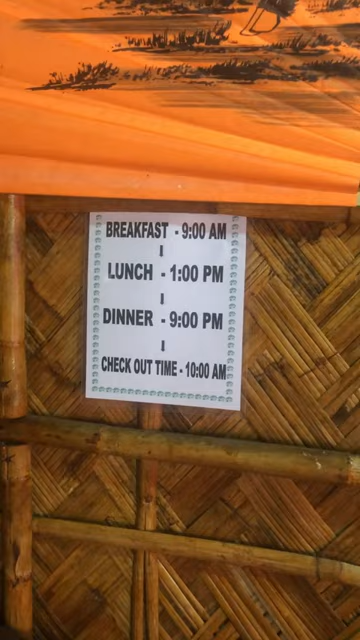 BREAKFAST - 9:00 AM
LUNCH - 1:00 PM
DINNER - 9:00 PM
CHECK OUT TIME - 10:00 AM